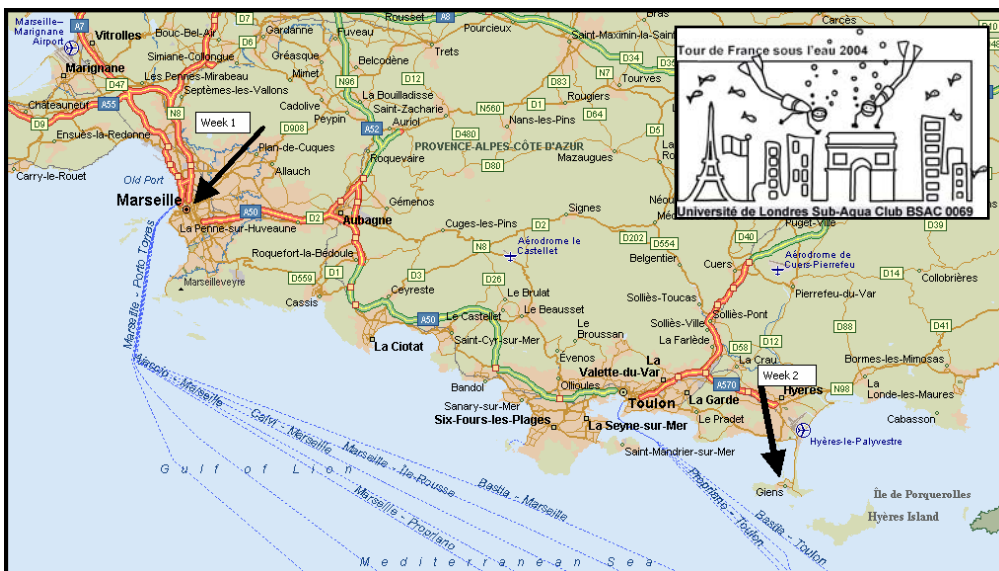 Marseille–
Marignane
Airport
A7
Vitrolles
Bouc-Bel-Air
D7
Gardanne
D6
Fuveau
Rousset
A8
Pourcieux
Bras
Carcès
Simiane-Collongue
Gréasque
Belcodène
Trets
Saint-Maximin-la-Sainte
D34
Tour de France sous l'eau 2004
Marignane
Les Pennes-Mirabeau
Mimet
N96
D12
D83
Tourves
D47
Septèmes-les-Vallons
La Bouilladisse
Rougiers
Châteauneuf
A55
N8
Cadolive
Saint-Zacharie
N560
D1
D9
Week 1
Peypin
Auriol
Nans-les-Pins
D64
Ensuès-la-Redonne
D908
A52
D480
D5
Plan-de-Cuques
PROVENCE-ALPES-CÔTE D'AZUR
Carry-le-Rouet
Allauch
Roquevaire
D80
Mazaugues
Old Port
Marseille
Gémenos
Signes
Université de Londres Sub-Aqua Club BSAC 0069
A50
D2
Aubagne
Cuges-les-Pins
D2
Puget-Ville
La Penne-sur-Huveaune
N8
Aérodrome le
Castellet
D202
D554
D40
D39
Roquefort-la-Bédoule
Belgentier
Cuers
Aérodrome de
Cuers-Pierrefeu
Marseilleveyre
D559
D1
D3
D26
D14
Collobrières
Cassis
Ceyreste
Le Brulat
Solliès-Toucas
Pierrefeu-du-Var
Marseille - Porto Torres
A50
Le Castellet
Le Beausset
Solliès-Pont
La Ciotat
Saint-Cyr-sur-Mer
Le
Broussan
Solliès-Ville
D88
D41
La Farlède
D58
D12
Évenos
La
Valette-du-Var
La Crau
Bornes-les-Mimosas
Ajaccio - Marseille
Bandol
Ollioules
Week 2
A570
Hyères
N98
La
Londe-les-Maures
Toulon
La Garde
Calvi - Marseille
Sanary-sur-Mer
Six-Fours-les-Plages
La Seyne-sur-Mer
Le Pradet
Cabasson
Marseille - Ile-Rousse
Saint-Mandrier-sur-Mer
Hyères-le-Palyvestre
Gulf of Lion
Bastia - Marseille
Propriano - Toulon
Giens
Île de Porquerolles
Marseille - Propriano
Bastia - Toulon
Hyères Island
Mediterranean Sea